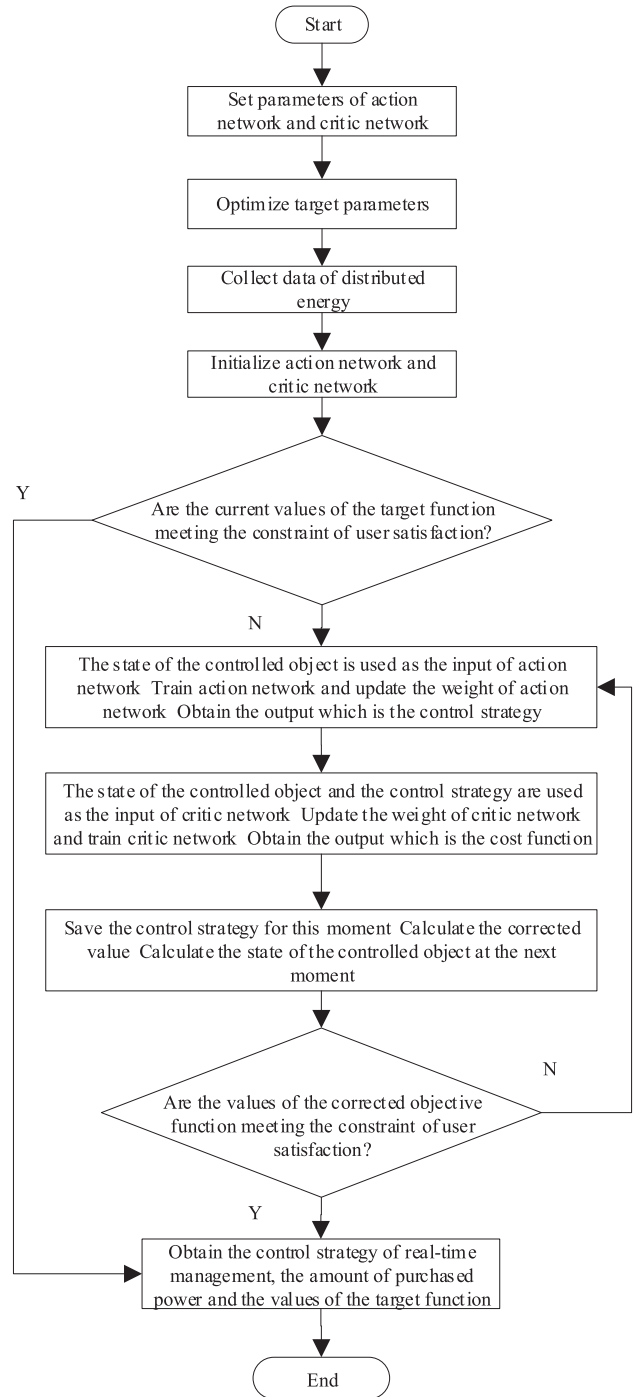 Start
Set parameters of action
network and critic network
Optimize target parameters
Collect data of distributed
energy
Initialize action network and
critic network
Y
Are the current values of the target function
meeting the constraint of user satisfaction?
N
The state of the controlled object is used as the input of action
network Train action network and update the weight of action
network Obtain the output which is the control strategy
The state of the controlled object and the control strategy are used
as the input of critic network Update the weight of critic network
and train critic network Obtain the output which is the cost function
Save the control strategy for this moment Calculate the corrected
value Calculate the state of the controlled object at the next
moment
N
Are the values of the corrected objective
function meeting the constraint of user
satisfaction?
Y
Obtain the control strategy of real-time
management, the amount of purchased
power and the values of the target function
End